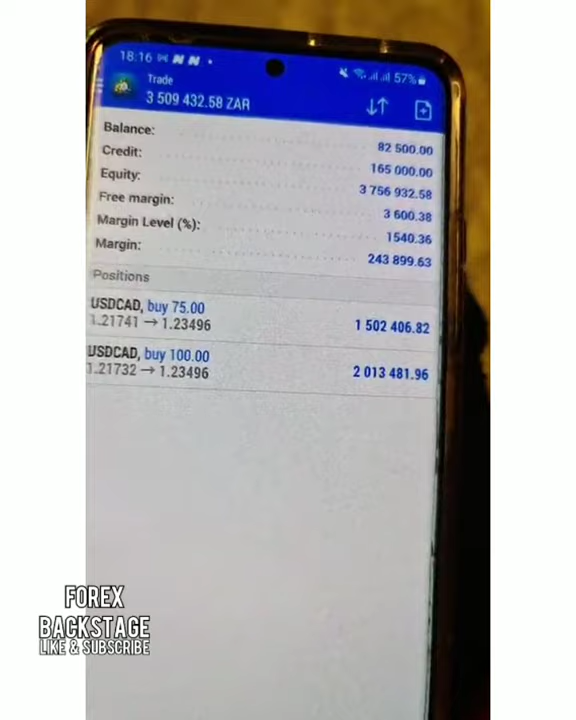 18:16
57%
Trade
3 509 432.58 ZAR
Balance: 82 500.00
Credit: 165 000.00
Equity: 3 756 932.58
Free margin: 3 600.38
Margin Level (%): 1540.36
Margin: 243 899.63
Positions
USDCAD, buy 75.00
1.21741 → 1.23496 1 502 406.82
USDCAD, buy 100.00
1.21732 → 1.23496 2 013 481.96
FOREX
BACKSTAGE
LIKE & SUBSCRIBE